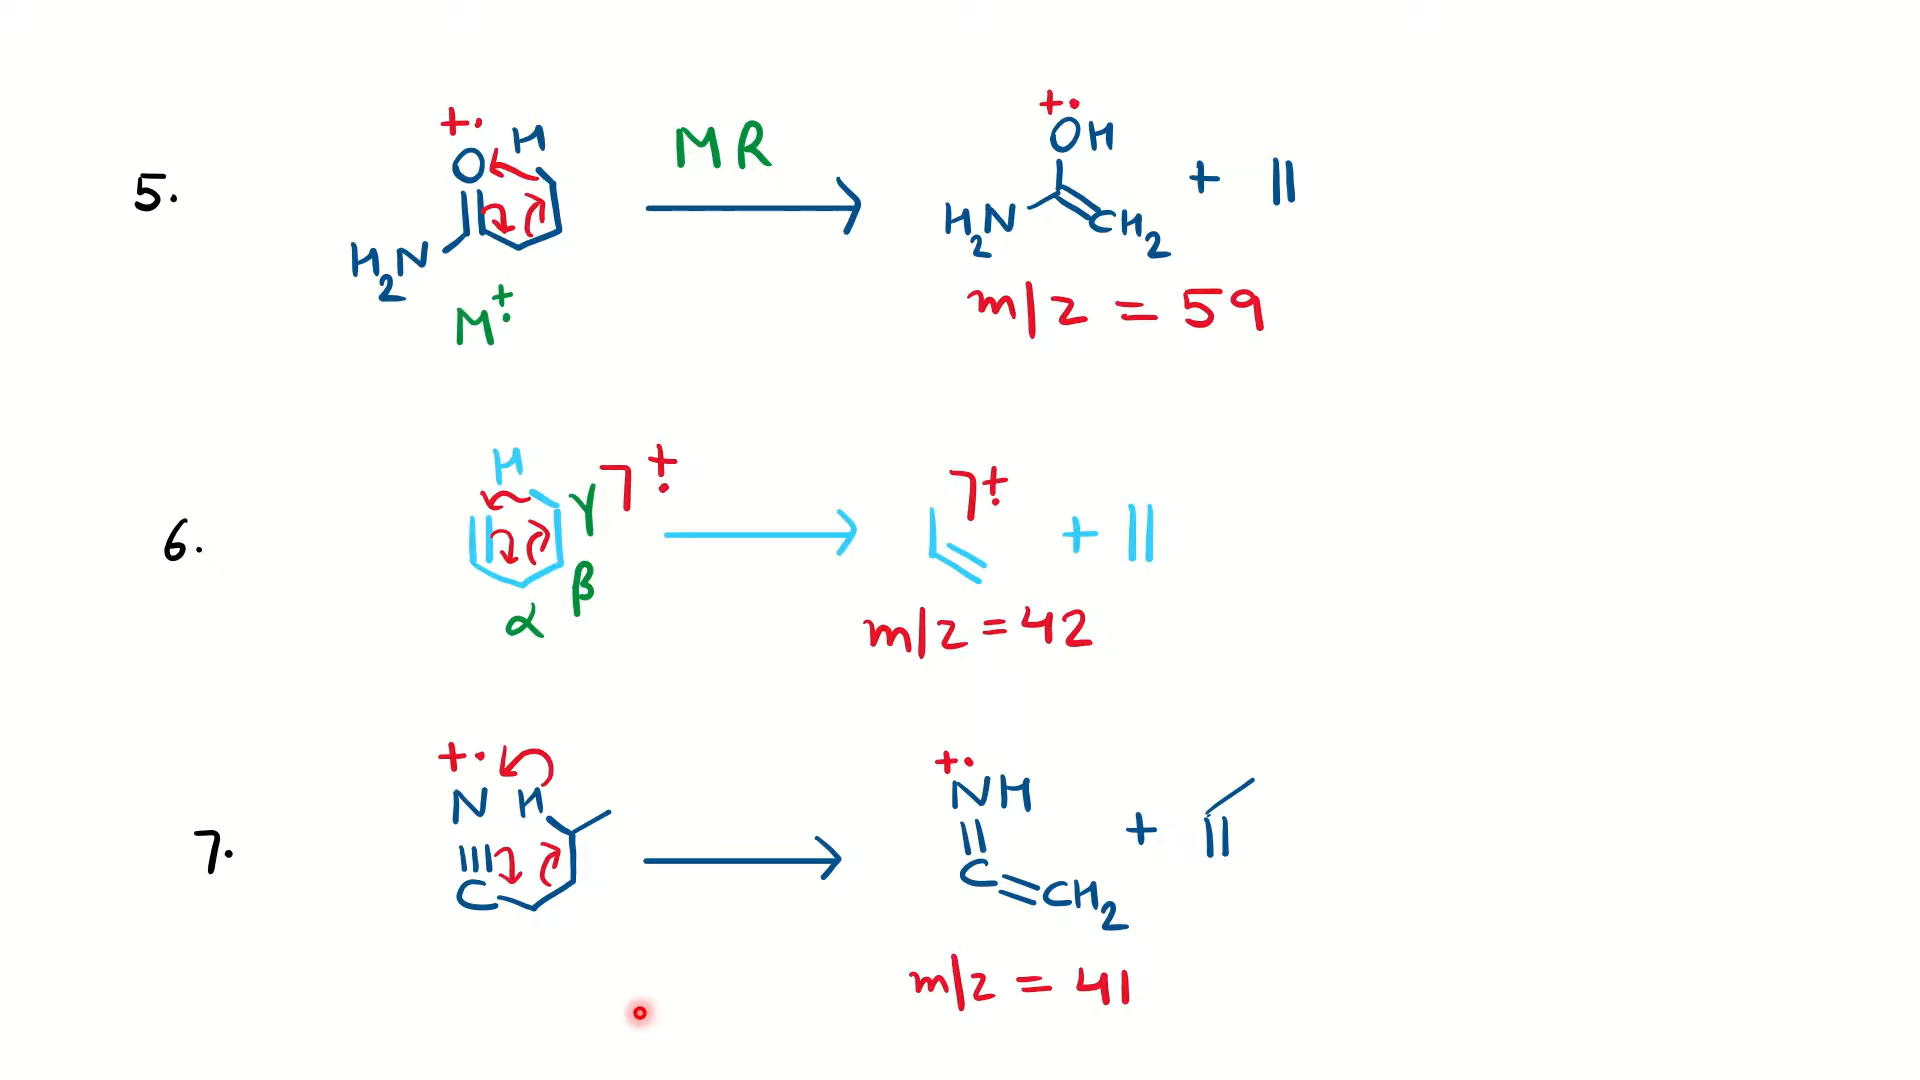 5.
+·
O H
H₂N
M⁺·
MR
+·
OH
H₂N CH₂
+
m/z = 59
6.
H
γ
β
α
⌝⁺·
⌝⁺·
+
m/z = 42
7.
+·
N H
C
+·
NH
C CH₂
+
m/z = 41